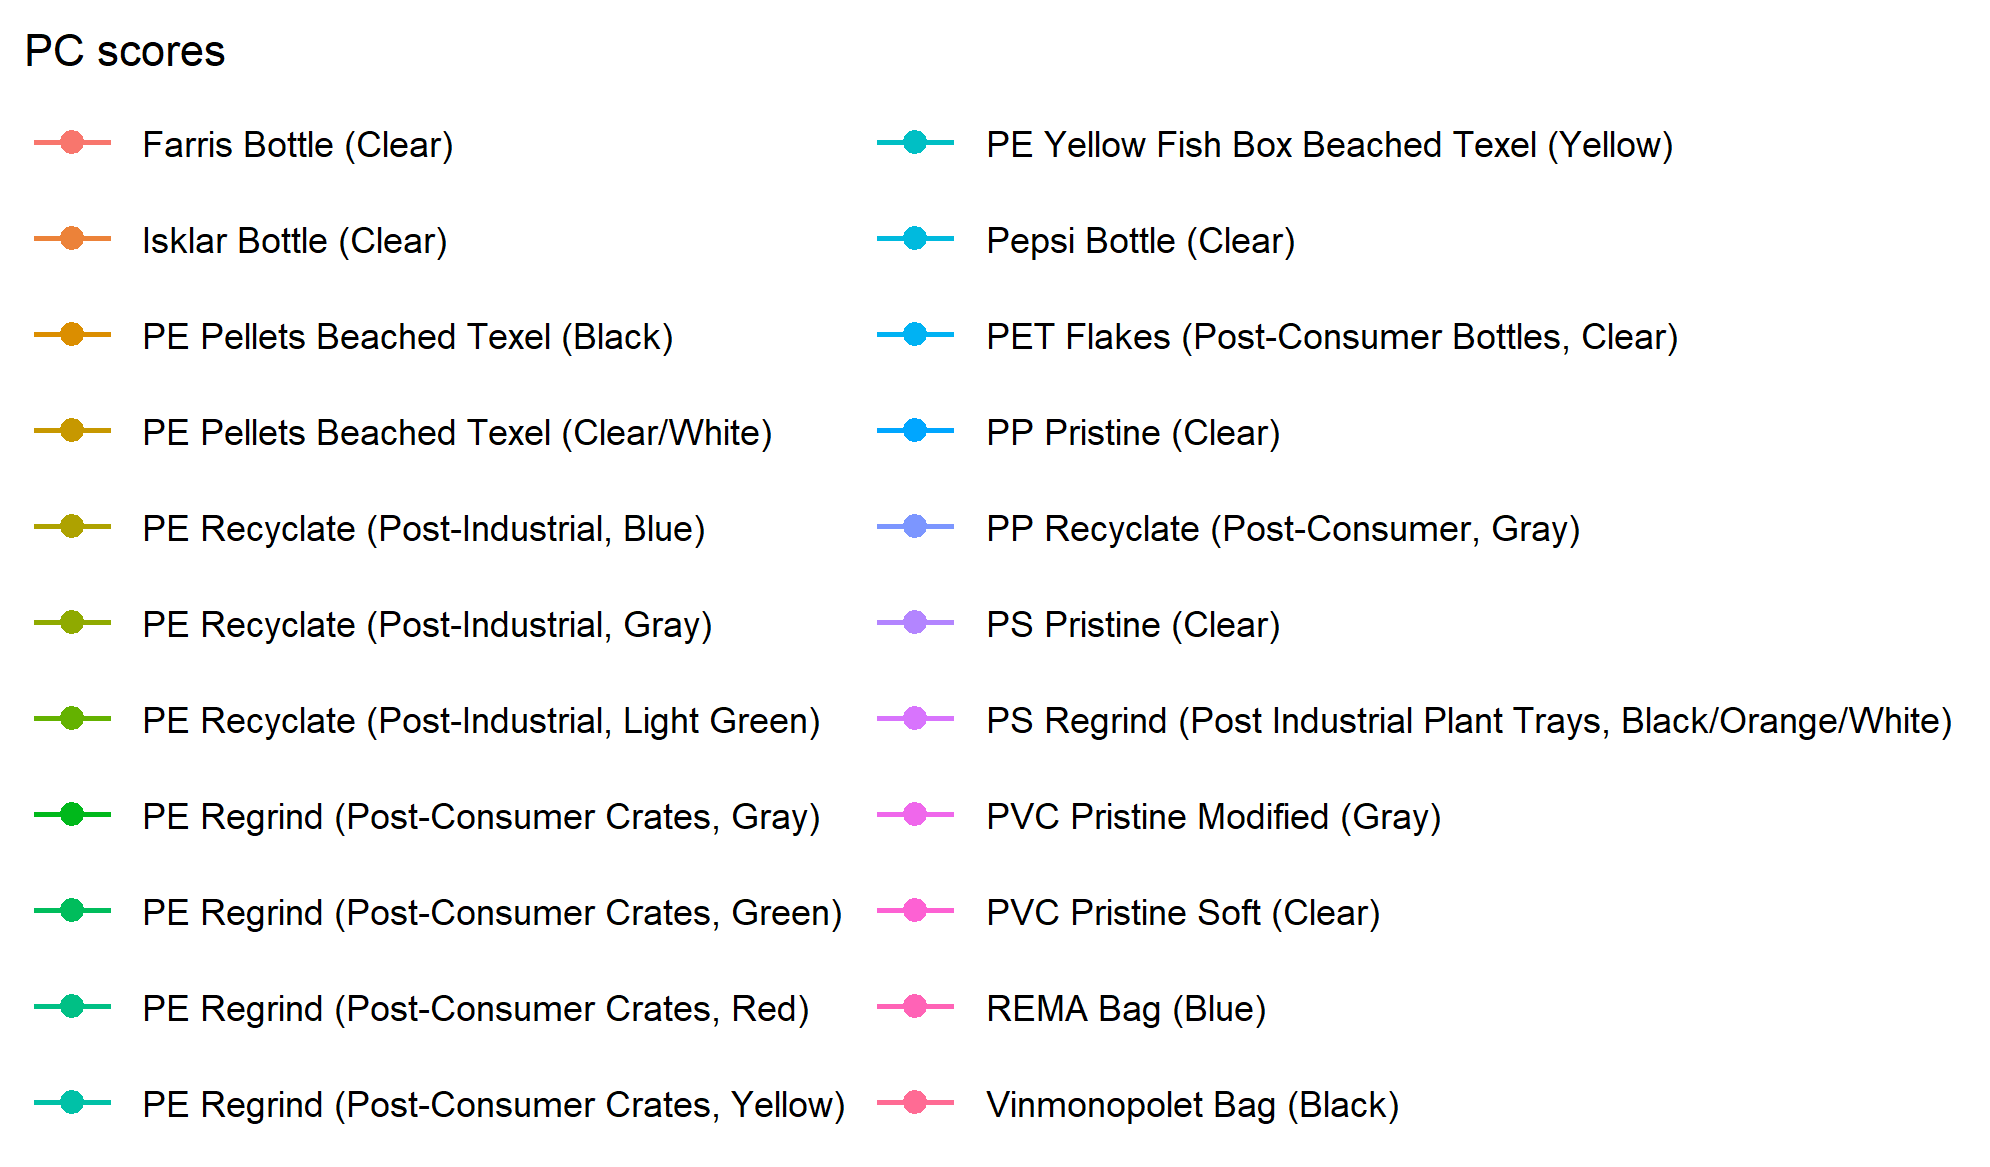 PC scores
Farris Bottle (Clear)
Isklar Bottle (Clear)
PE Pellets Beached Texel (Black)
PE Pellets Beached Texel (Clear/White)
PE Recyclate (Post-Industrial, Blue)
PE Recyclate (Post-Industrial, Gray)
PE Recyclate (Post-Industrial, Light Green)
PE Regrind (Post-Consumer Crates, Gray)
PE Regrind (Post-Consumer Crates, Green)
PE Regrind (Post-Consumer Crates, Red)
PE Regrind (Post-Consumer Crates, Yellow)
PE Yellow Fish Box Beached Texel (Yellow)
Pepsi Bottle (Clear)
PET Flakes (Post-Consumer Bottles, Clear)
PP Pristine (Clear)
PP Recyclate (Post-Consumer, Gray)
PS Pristine (Clear)
PS Regrind (Post Industrial Plant Trays, Black/Orange/White)
PVC Pristine Modified (Gray)
PVC Pristine Soft (Clear)
REMA Bag (Blue)
Vinmonopolet Bag (Black)